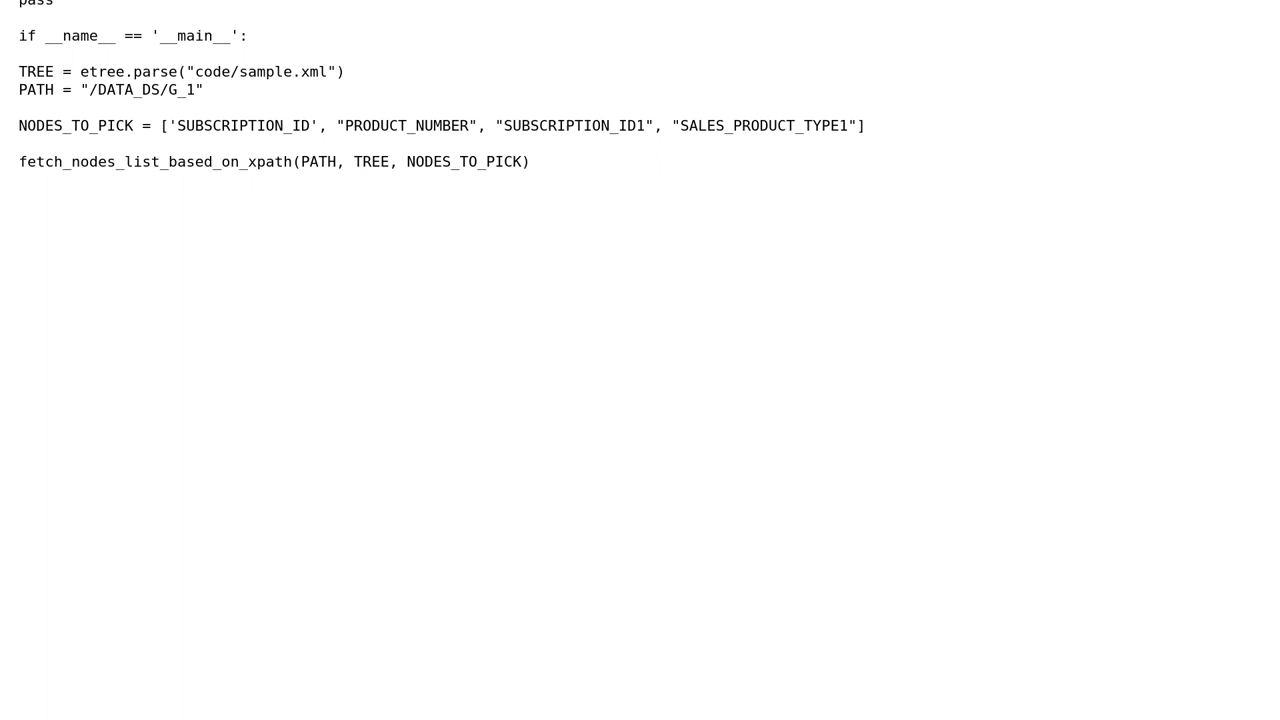 pass
if __name__ == '__main__':
TREE = etree.parse("code/sample.xml")
PATH = "/DATA_DS/G_1"
NODES_TO_PICK = ['SUBSCRIPTION_ID', "PRODUCT_NUMBER", "SUBSCRIPTION_ID1", "SALES_PRODUCT_TYPE1"]
fetch_nodes_list_based_on_xpath(PATH, TREE, NODES_TO_PICK)